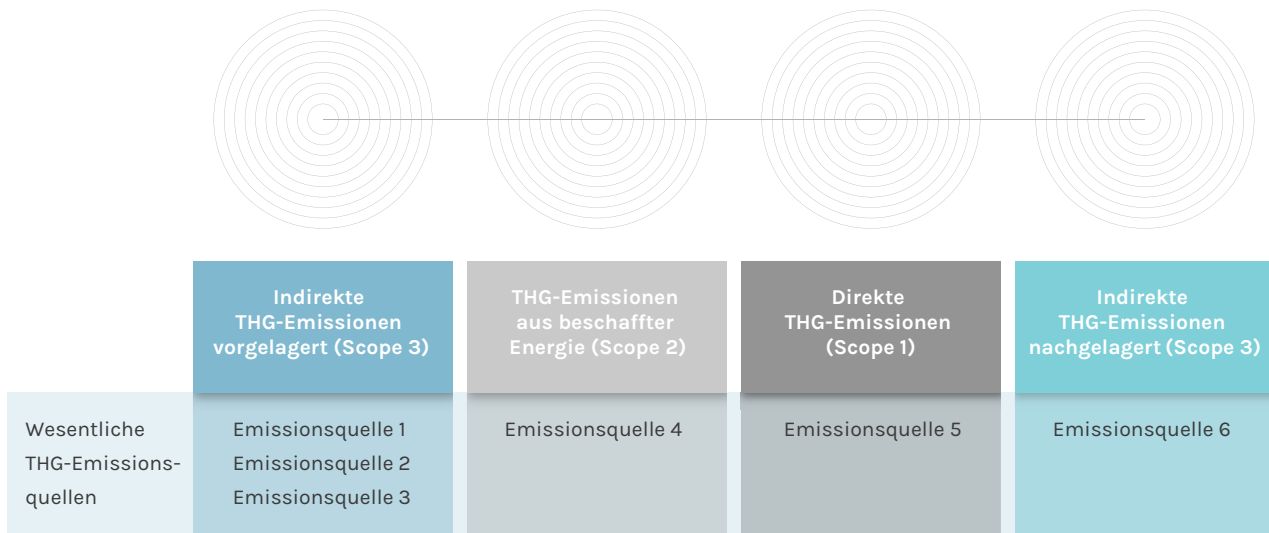 Indirekte
THG-Emissionen
vorgelagert (Scope 3)
THG-Emissionen
aus beschaffter
Energie (Scope 2)
Direkte
THG-Emissionen
(Scope 1)
Indirekte
THG-Emissionen
nachgelagert (Scope 3)
Wesentliche
THG-Emissions-
quellen
Emissionsquelle 1
Emissionsquelle 2
Emissionsquelle 3
Emissionsquelle 4
Emissionsquelle 5
Emissionsquelle 6